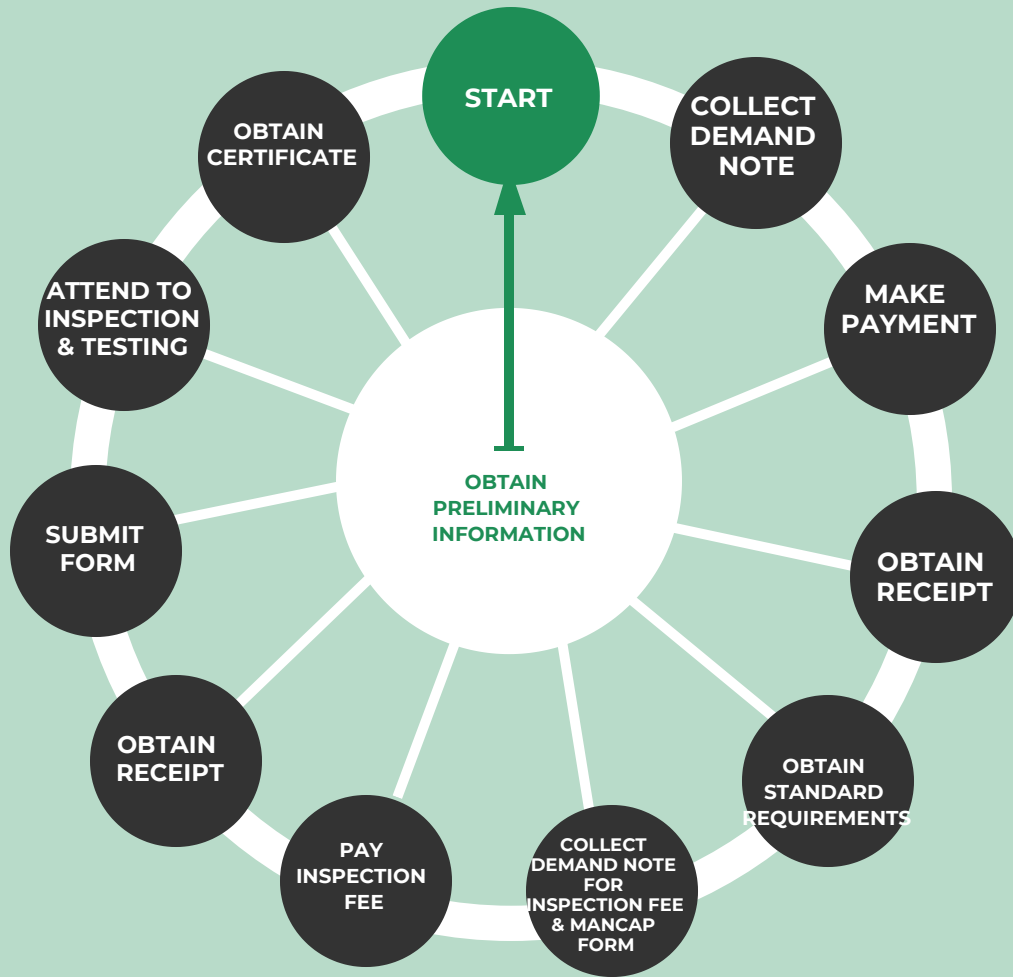 START
COLLECT
DEMAND
NOTE
MAKE
PAYMENT
OBTAIN
RECEIPT
OBTAIN
STANDARD
REQUIREMENTS
COLLECT
DEMAND NOTE
FOR
INSPECTION FEE
& MANCAP
FORM
PAY
INSPECTION
FEE
OBTAIN
RECEIPT
SUBMIT
FORM
ATTEND TO
INSPECTION
& TESTING
OBTAIN
CERTIFICATE
OBTAIN
PRELIMINARY
INFORMATION